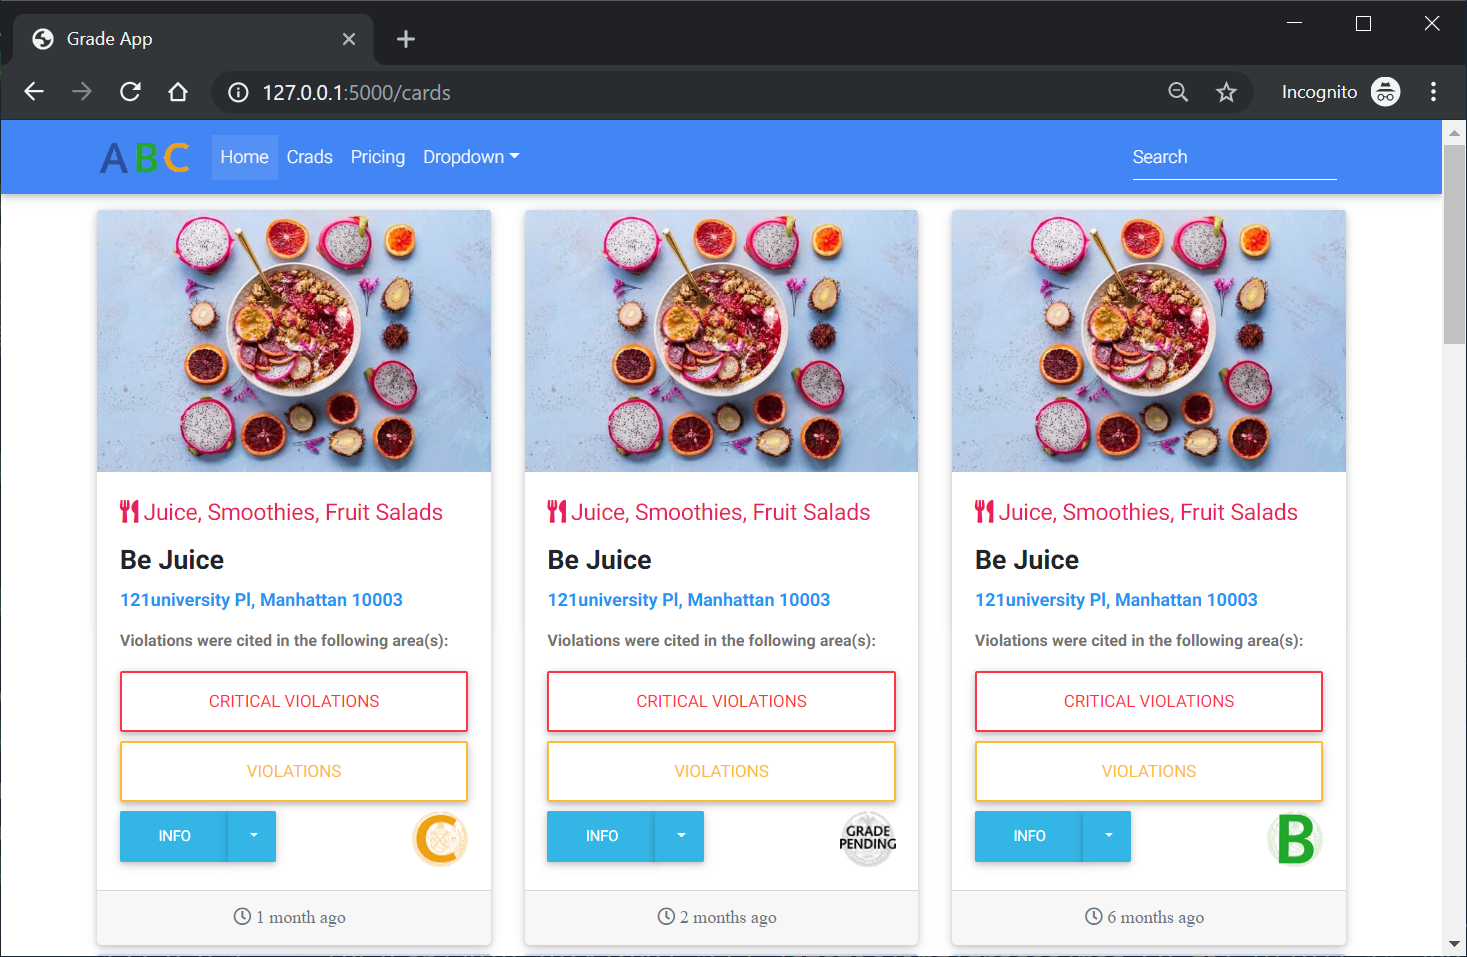 Grade App
127.0.0.1:5000/cards
Incognito
A B C
Home Crads Pricing Dropdown
Search
Juice, Smoothies, Fruit Salads
Be Juice
121university Pl, Manhattan 10003
Violations were cited in the following area(s):
CRITICAL VIOLATIONS
VIOLATIONS
INFO
C
1 month ago
Juice, Smoothies, Fruit Salads
Be Juice
121university Pl, Manhattan 10003
Violations were cited in the following area(s):
CRITICAL VIOLATIONS
VIOLATIONS
INFO
GRADE
PENDING
2 months ago
Juice, Smoothies, Fruit Salads
Be Juice
121university Pl, Manhattan 10003
Violations were cited in the following area(s):
CRITICAL VIOLATIONS
VIOLATIONS
INFO
B
6 months ago